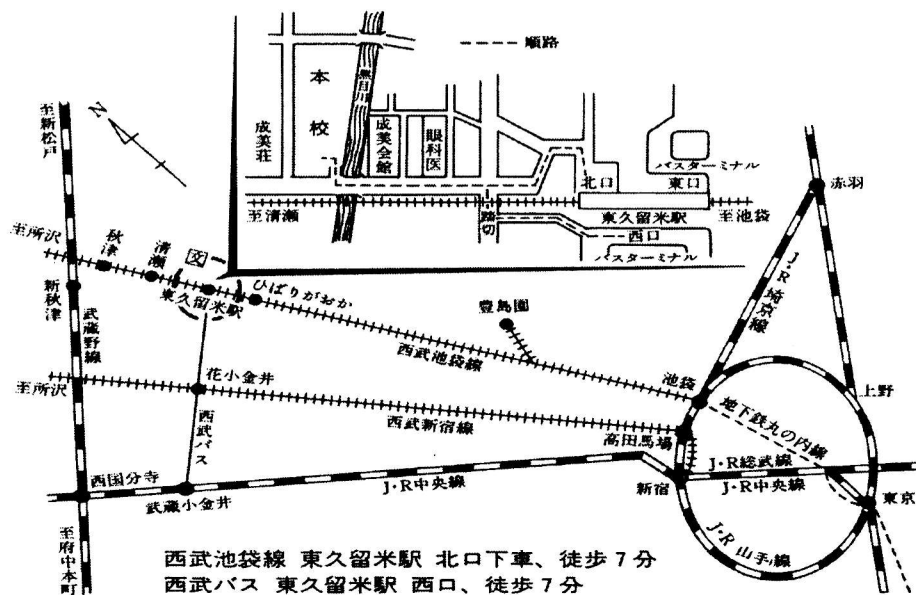 順路
本校
黒目川
成美荘
成美会館
眼科医
バスターミナル
北口
東口
至清瀬
踏切
東久留米駅
至池袋
西口
バスターミナル
至新松戸
N
至所沢
秋津
清瀬
文
東久留米駅
ひばりがおか
新秋津
武蔵野線
豊島園
西武池袋線
赤羽
J・R埼京線
至所沢
花小金井
西武バス
西武新宿線
池袋
上野
地下鉄丸の内線
高田馬場
J・R総武線
J・R中央線
新宿
東京
西国分寺
武蔵小金井
J・R中央線
J・R山手線
至府中本町
西武池袋線 東久留米駅 北口下車、徒歩7分
西武バス 東久留米駅 西口、徒歩7分